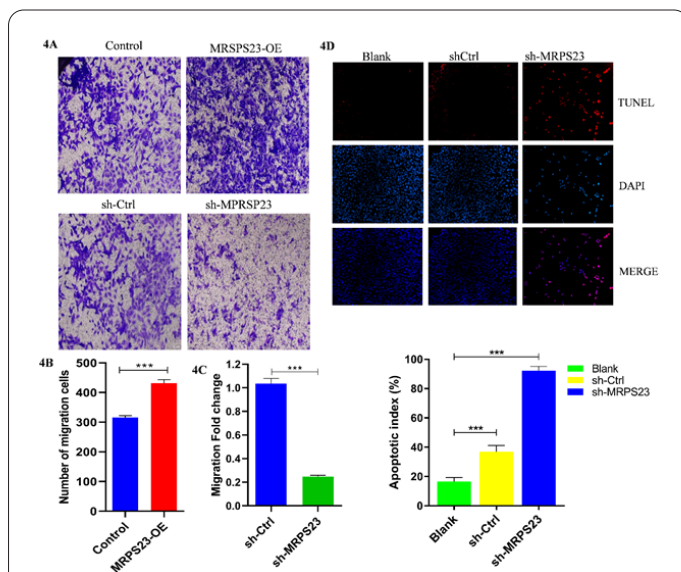 4A
Control
MRSPS23-OE
sh-Ctrl
sh-MPRSP23
4D
Blank
shCtrl
sh-MRPS23
TUNEL
DAPI
MERGE
4B
Number of migration cells
500
400
300
200
100
0
***
Control
MRPS23-OE
4C
Migration Fold change
1.2
1.0
0.8
0.6
0.4
0.2
0.0
***
sh-Ctrl
sh-MRPS23
Apoptotic index (%)
100
80
60
40
20
0
***
***
Blank
sh-Ctrl
sh-MRPS23
Blank
sh-Ctrl
sh-MRPS23